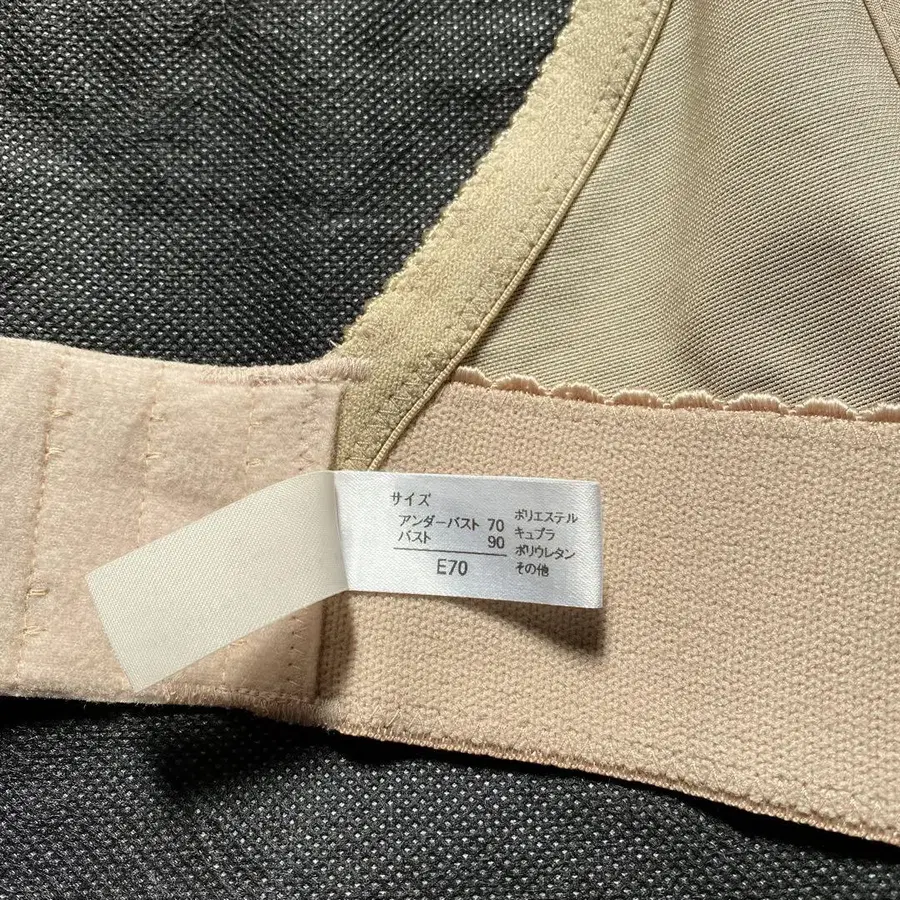 サイズ
アンダーバスト 70
バスト 90
E70
ポリエステル
キュプラ
ポリウレタン
その他